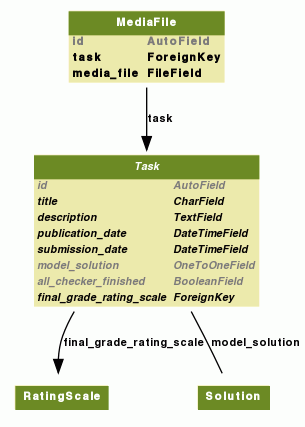 MediaFile
id AutoField
task ForeignKey
media_file FileField
task
Task
id AutoField
title CharField
description TextField
publication_date DateTimeField
submission_date DateTimeField
model_solution OneToOneField
all_checker_finished BooleanField
final_grade_rating_scale ForeignKey
final_grade_rating_scale model_solution
RatingScale Solution